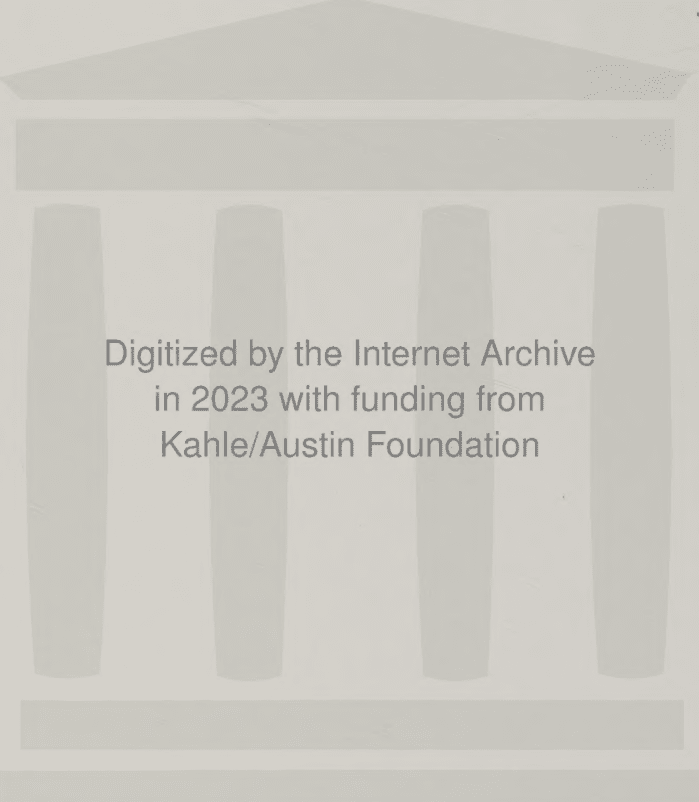 Digitized by the Internet Archive
in 2023 with funding from
Kahle/Austin Foundation